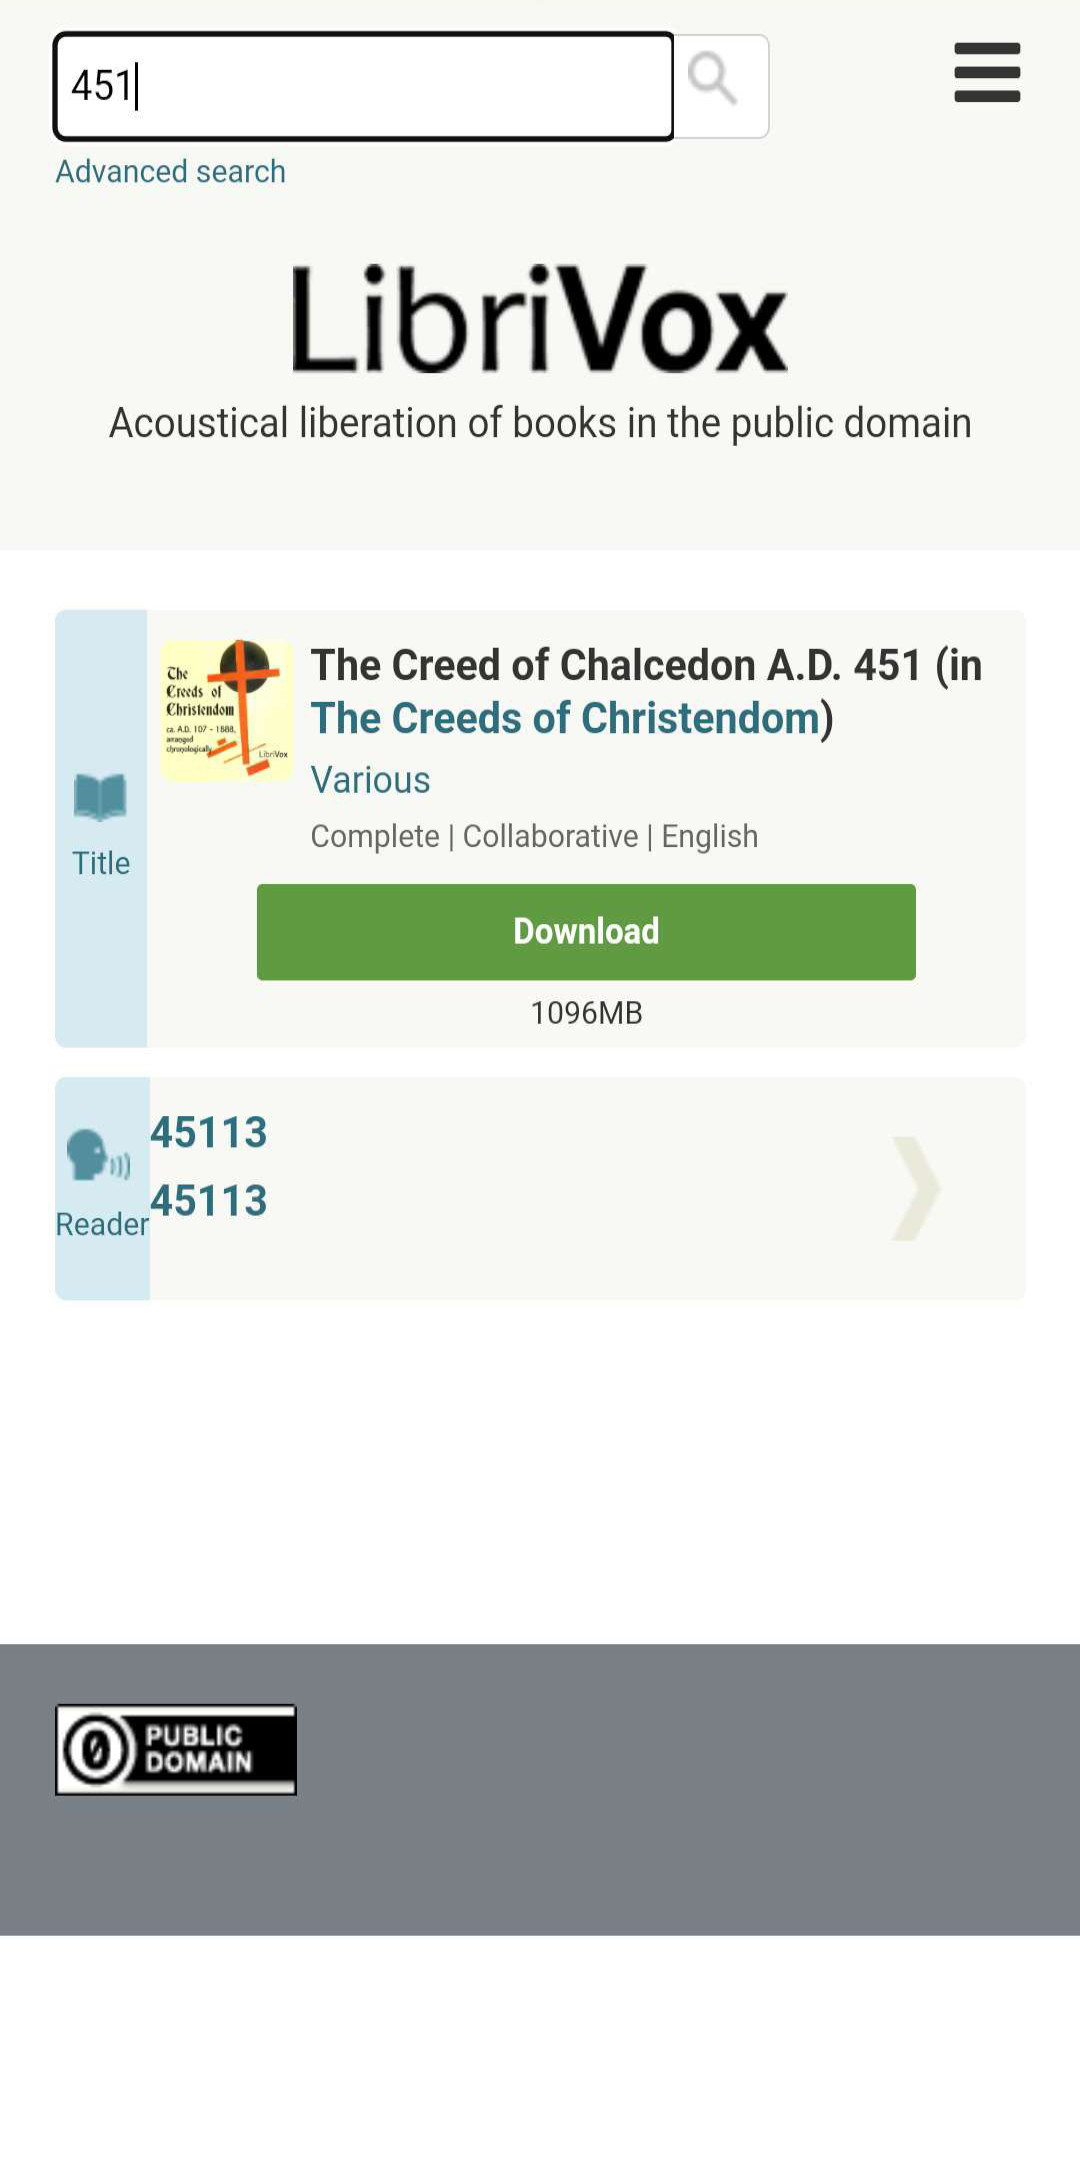 451
Advanced search
LibriVox
Acoustical liberation of books in the public domain
The
Creeds of
Christendom
ca. A.D. 107 - 1688,
arranged
chronologically
LibriVox
The Creed of Chalcedon A.D. 451 (in
The Creeds of Christendom)
Various
Complete | Collaborative | English
Title
Download
1096MB
45113
45113
Reader
PUBLIC
DOMAIN